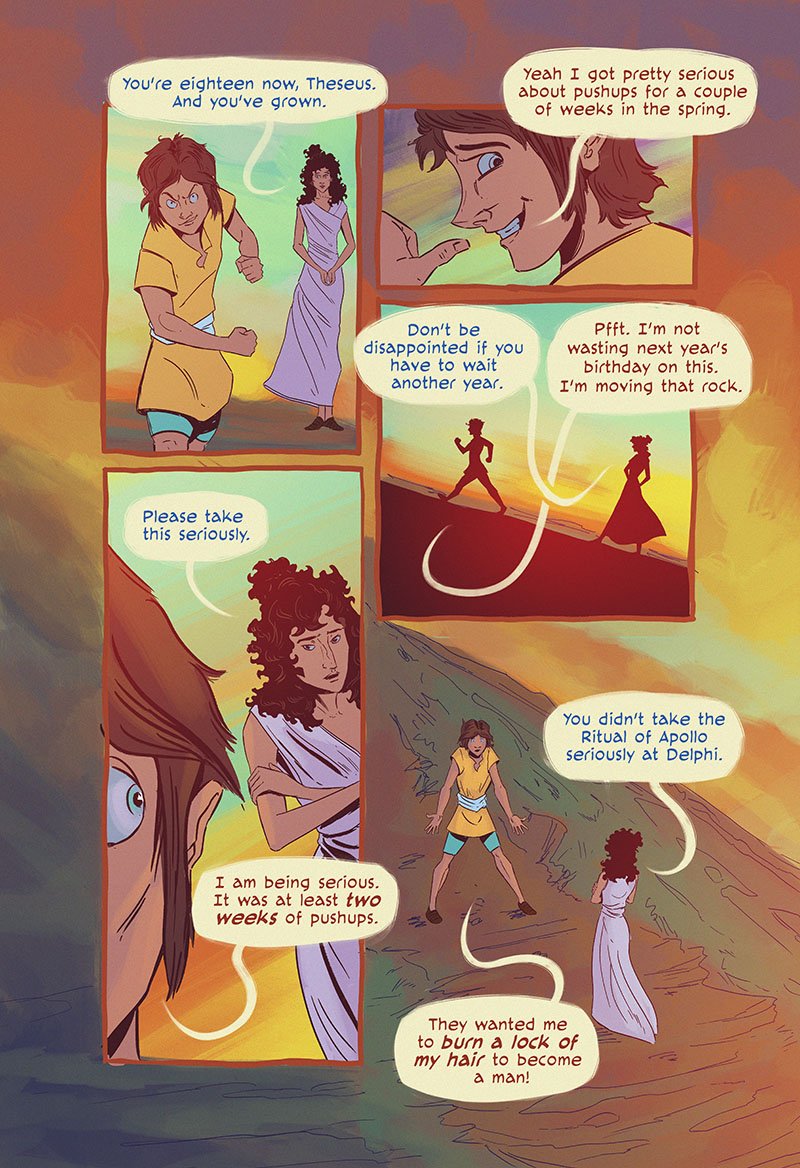 You're eighteen now, Theseus.
And you've grown.
Yeah I got pretty serious
about pushups for a couple
of weeks in the spring.
Don't be
disappointed if you
have to wait
another year.
Pfft. I'm not
wasting next year's
birthday on this.
I'm moving that rock.
Please take
this seriously.
I am being serious.
It was at least two
weeks of pushups.
You didn't take the
Ritual of Apollo
seriously at Delphi.
They wanted me
to burn a lock of
my hair to become
a man!